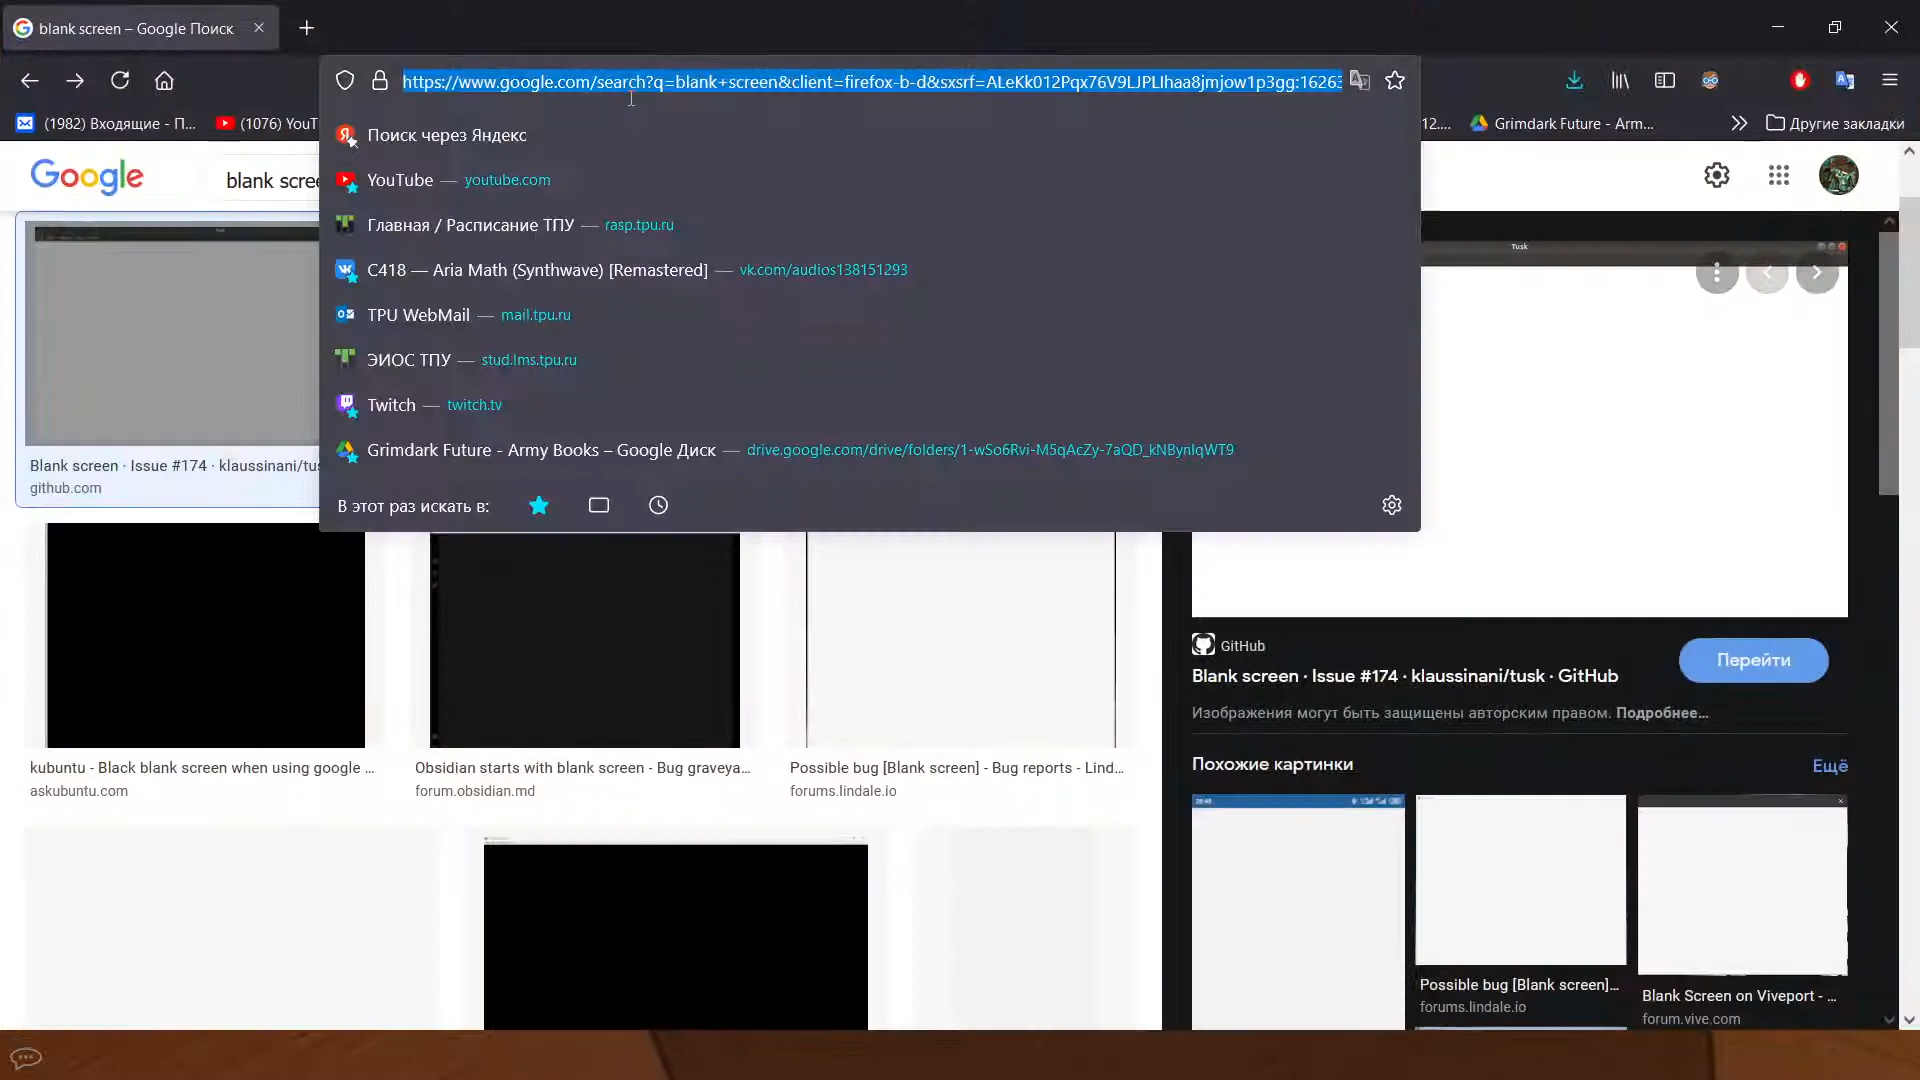 blank screen – Google Поиск
https://www.google.com/search?q=blank+screen&client=firefox-b-d&sxsrf=ALeKk012Pqx76V9LJPLIhaa8jmjow1p3gg:16263
(1982) Входящие - П...
(1076) YouT
12....
Grimdark Future - Arm...
Другие закладки
Поиск через Яндекс
YouTube — youtube.com
Главная / Расписание ТПУ — rasp.tpu.ru
C418 — Aria Math (Synthwave) [Remastered] — vk.com/audios138151293
TPU WebMail — mail.tpu.ru
ЭИОС ТПУ — stud.lms.tpu.ru
Twitch — twitch.tv
Grimdark Future - Army Books – Google Диск — drive.google.com/drive/folders/1-wSo6Rvi-M5qAcZy-7aQD_kNBynIqWT9
В этот раз искать в:
Google
blank scree
Tusk
Blank screen · Issue #174 · klaussinani/tus
github.com
kubuntu - Black blank screen when using google ...
askubuntu.com
Obsidian starts with blank screen - Bug graveya...
forum.obsidian.md
Possible bug [Blank screen] - Bug reports - Lind...
forums.lindale.io
Tusk
GitHub
Blank screen · Issue #174 · klaussinani/tusk · GitHub
Перейти
Изображения могут быть защищены авторским правом. Подробнее...
Похожие картинки
Ещё
Possible bug [Blank screen]...
forums.lindale.io
Blank Screen on Viveport - ...
forum.vive.com